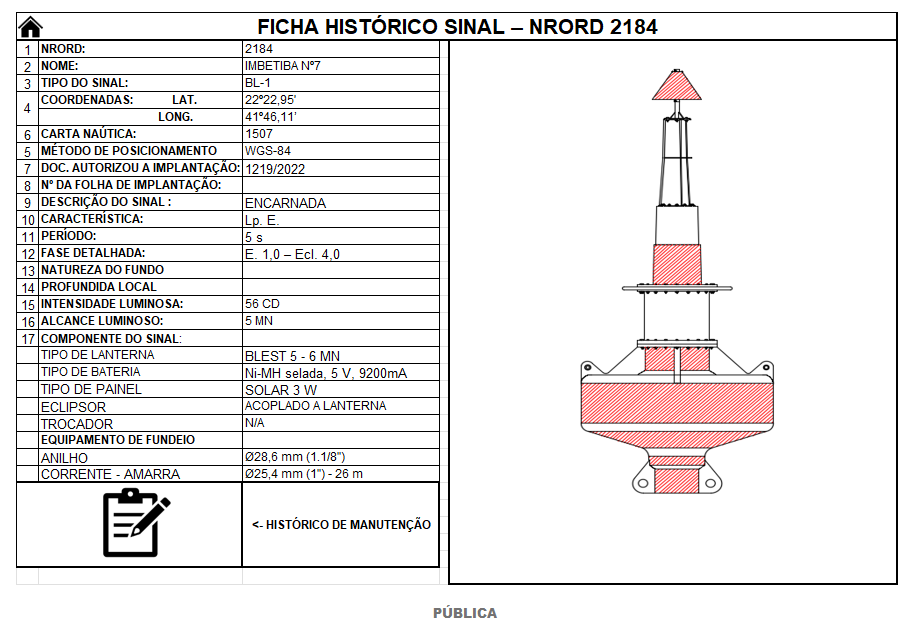 FICHA HISTÓRICO SINAL – NRORD 2184
1 NRORD: 2184
2 NOME: IMBETIBA Nº7
3 TIPO DO SINAL: BL-1
4 COORDENADAS: LAT. 22º22,95'
LONG. 41º46,11'
6 CARTA NAÚTICA: 1507
5 MÉTODO DE POSICIONAMENTO WGS-84
7 DOC. AUTORIZOU A IMPLANTAÇÃO: 1219/2022
8 Nº DA FOLHA DE IMPLANTAÇÃO:
9 DESCRIÇÃO DO SINAL : ENCARNADA
10 CARACTERÍSTICA: Lp. E.
11 PERÍODO: 5 s
12 FASE DETALHADA: E. 1,0 – Ecl. 4,0
13 NATUREZA DO FUNDO
14 PROFUNDIDA LOCAL
15 INTENSIDADE LUMINOSA: 56 CD
16 ALCANCE LUMINOSO: 5 MN
17 COMPONENTE DO SINAL:
TIPO DE LANTERNA BLEST 5 - 6 MN
TIPO DE BATERIA Ni-MH selada, 5 V, 9200mA
TIPO DE PAINEL SOLAR 3 W
ECLIPSOR ACOPLADO A LANTERNA
TROCADOR N/A
EQUIPAMENTO DE FUNDEIO
ANILHO Ø28,6 mm (1.1/8")
CORRENTE - AMARRA Ø25,4 mm (1") - 26 m
<- HISTÓRICO DE MANUTENÇÃO
PÚBLICA